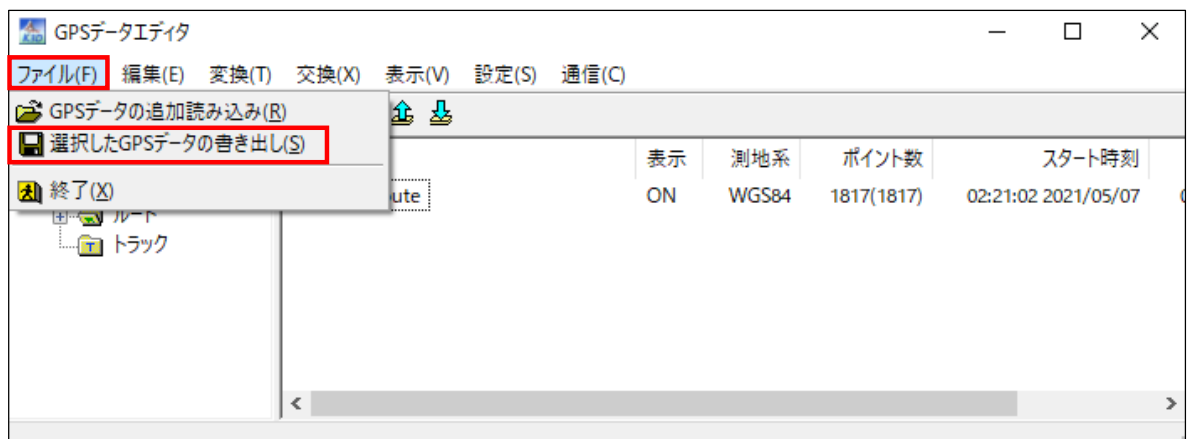 GPSデータエディタ
ファイル(F) 編集(E) 変換(T) 交換(X) 表示(V) 設定(S) 通信(C)
GPSデータの追加読み込み(R)
選択したGPSデータの書き出し(S)
終了(X)
表示 測地系 ポイント数 スタート時刻
ute ON WGS84 1817(1817) 02:21:02 2021/05/07
ルート
トラック